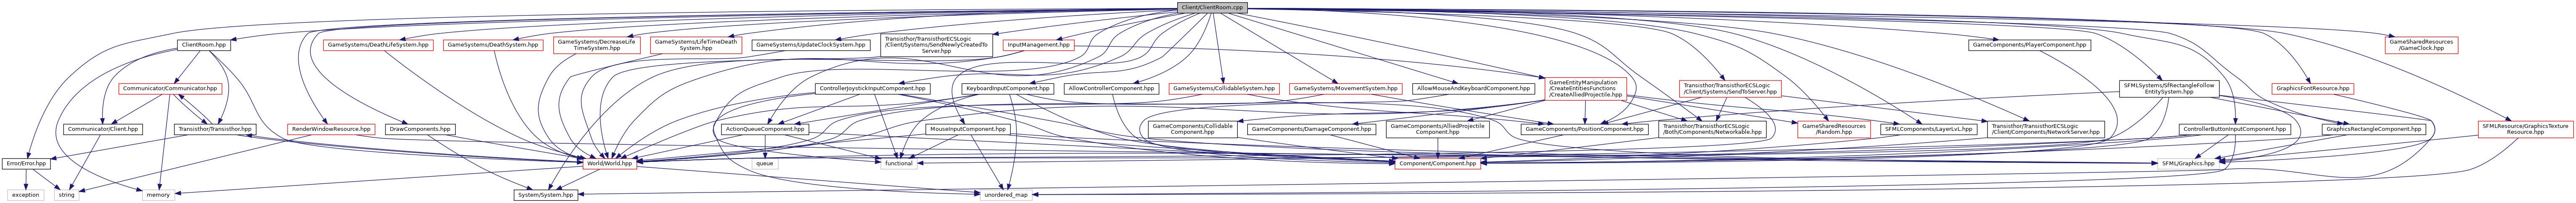 Client/ClientRoom.cpp
ClientRoom.hpp
GameSystems/DeathLifeSystem.hpp
GameSystems/DeathSystem.hpp
GameSystems/DecreaseLife
TimeSystem.hpp
GameSystems/LifeTimeDeath
System.hpp
GameSystems/UpdateClockSystem.hpp
Transisthor/TransisthorECSLogic
/Client/Systems/SendNewlyCreatedTo
Server.hpp
InputManagement.hpp
GameComponents/PlayerComponent.hpp
GameSharedResources
/GameClock.hpp
Communicator/Communicator.hpp
ControllerJoystickInputComponent.hpp
KeyboardInputComponent.hpp
AllowControllerComponent.hpp
GameSystems/CollidableSystem.hpp
GameSystems/MovementSystem.hpp
AllowMouseAndKeyboardComponent.hpp
GameEntityManipulation
/CreateEntitiesFunctions
/CreateAlliedProjectile.hpp
Transisthor/TransisthorECSLogic
/Client/Systems/SendToServer.hpp
SFMLSystems/SfRectangleFollow
EntitySystem.hpp
GraphicsFontResource.hpp
Communicator/Client.hpp
Transisthor/Transisthor.hpp
RenderWindowResource.hpp
DrawComponents.hpp
ActionQueueComponent.hpp
MouseInputComponent.hpp
GameComponents/Collidable
Component.hpp
GameComponents/DamageComponent.hpp
GameComponents/AlliedProjectile
Component.hpp
GameComponents/PositionComponent.hpp
Transisthor/TransisthorECSLogic
/Both/Components/Networkable.hpp
GameSharedResources
/Random.hpp
SFMLComponents/LayerLvL.hpp
Transisthor/TransisthorECSLogic
/Client/Components/NetworkServer.hpp
ControllerButtonInputComponent.hpp
GraphicsRectangleComponent.hpp
SFMLResource/GraphicsTexture
Resource.hpp
Error/Error.hpp
World/World.hpp
queue
functional
Component/Component.hpp
SFML/Graphics.hpp
exception
string
memory
System/System.hpp
unordered_map